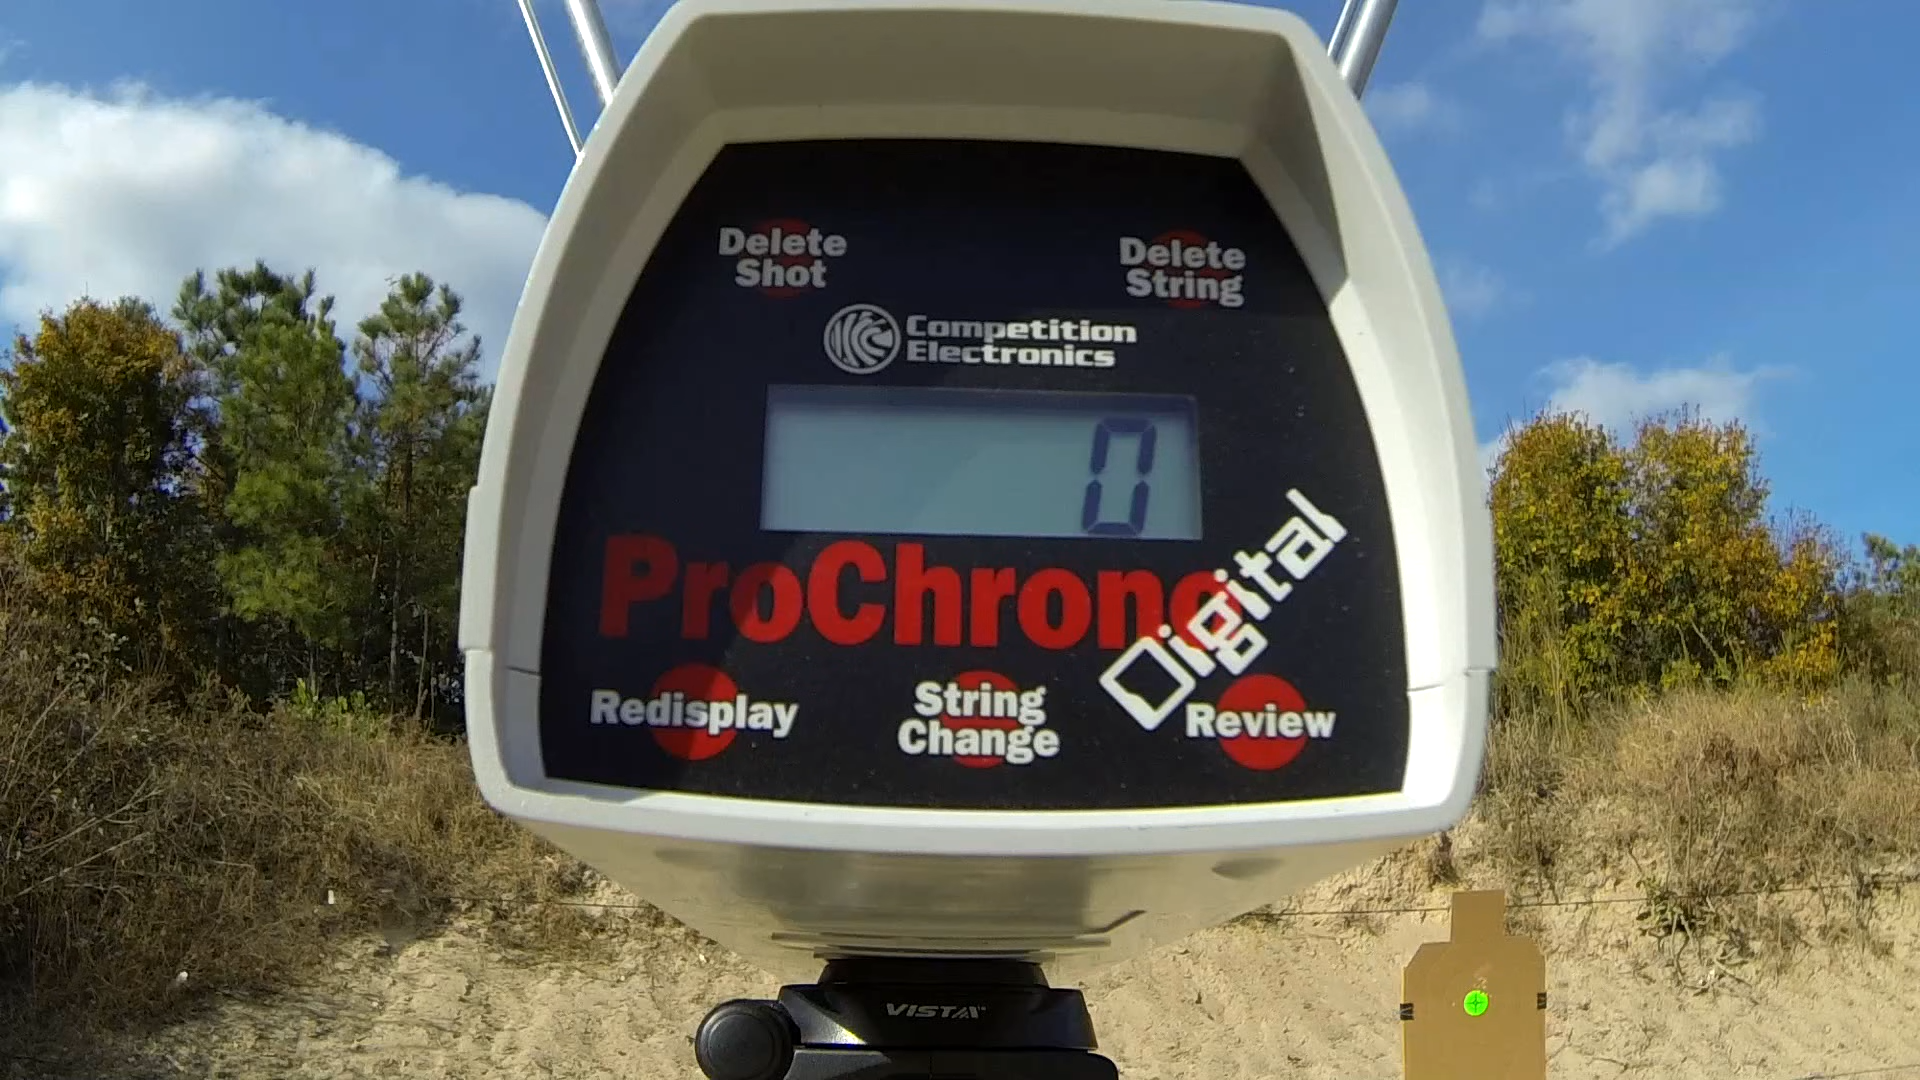 Delete
Shot
Delete
String
Competition
Electronics
0
ProChrono
Digital
Redisplay
String
Change
Review
VISTA